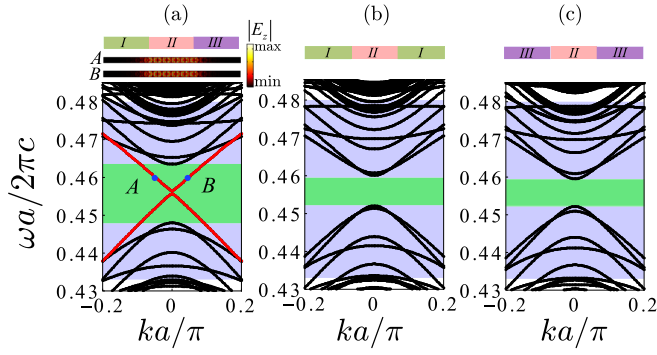 (a)
|E_z|
I II III
max
min
A
B
0.48
0.47
0.46
0.45
0.44
0.43
ωa/2πc
A B
-0.2 0 0.2
ka/π
(b)
I II I
0.48
0.47
0.46
0.45
0.44
0.43
-0.2 0 0.2
ka/π
(c)
III II III
0.48
0.47
0.46
0.45
0.44
0.43
-0.2 0 0.2
ka/π